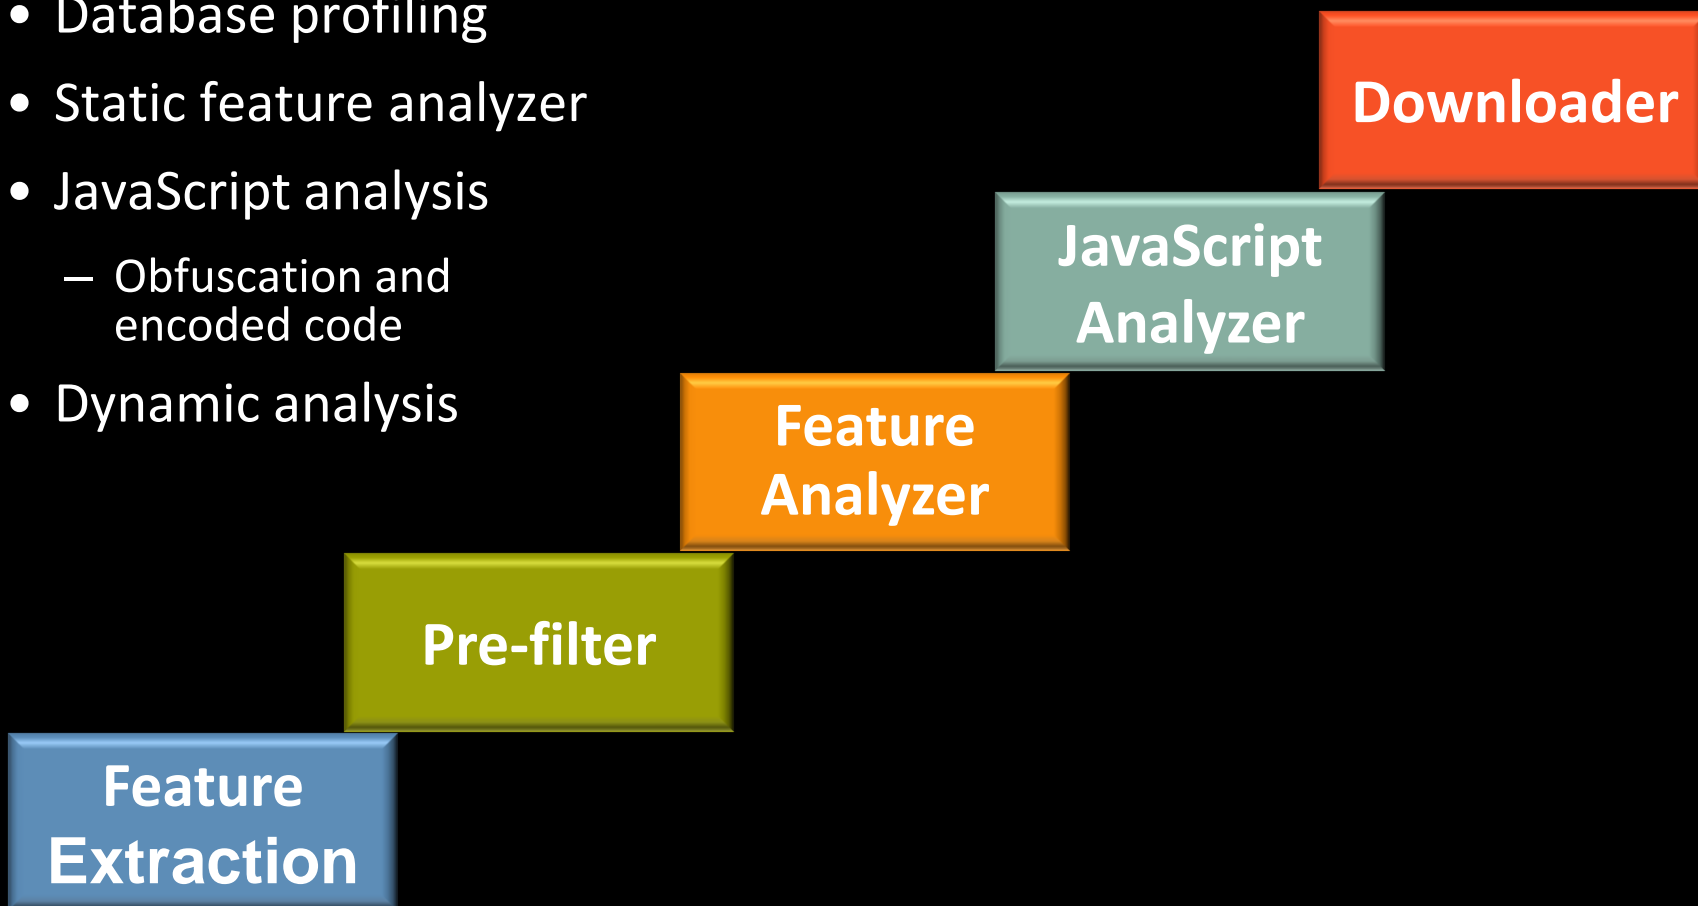 • Database profiling
• Static feature analyzer
• JavaScript analysis
– Obfuscation and
encoded code
• Dynamic analysis
Downloader
JavaScript
Analyzer
Feature
Analyzer
Pre-filter
Feature
Extraction